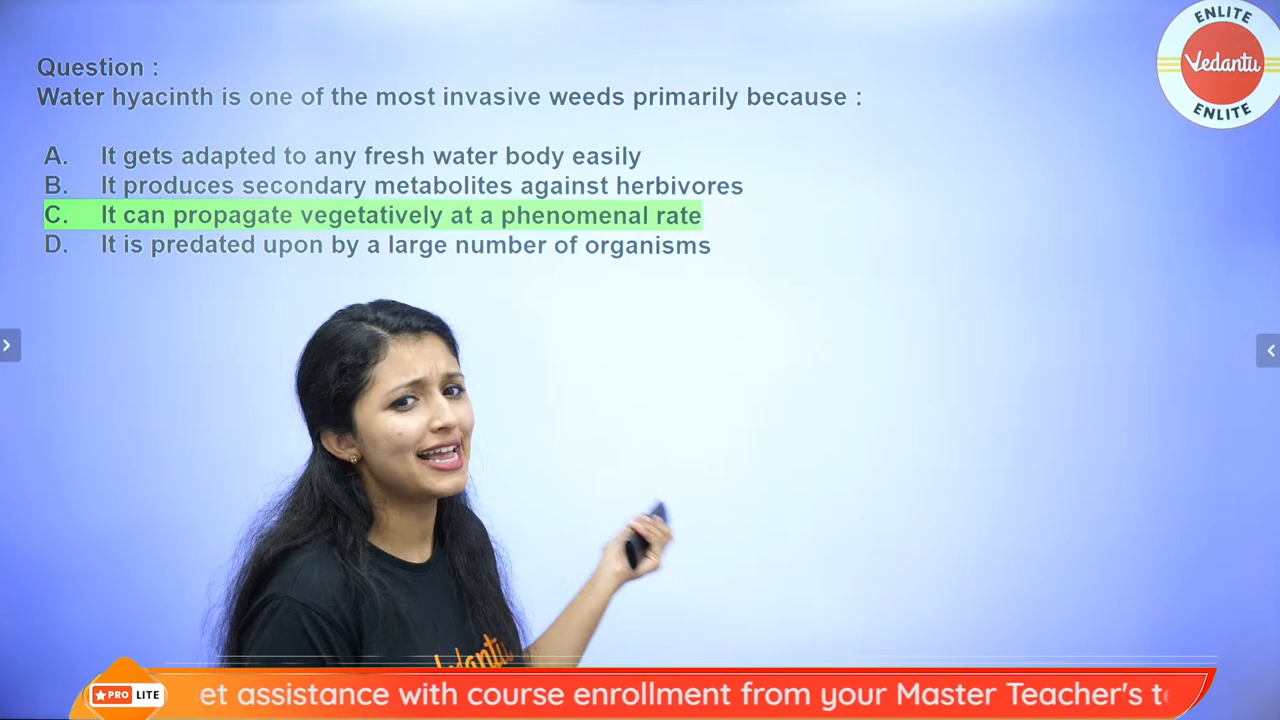 ENLITE
Vedantu
ENLITE
Question :
Water hyacinth is one of the most invasive weeds primarily because :
A. It gets adapted to any fresh water body easily
B. It produces secondary metabolites against herbivores
C. It can propagate vegetatively at a phenomenal rate
D. It is predated upon by a large number of organisms
Vedantu
PRO LITE
et assistance with course enrollment from your Master Teacher's t